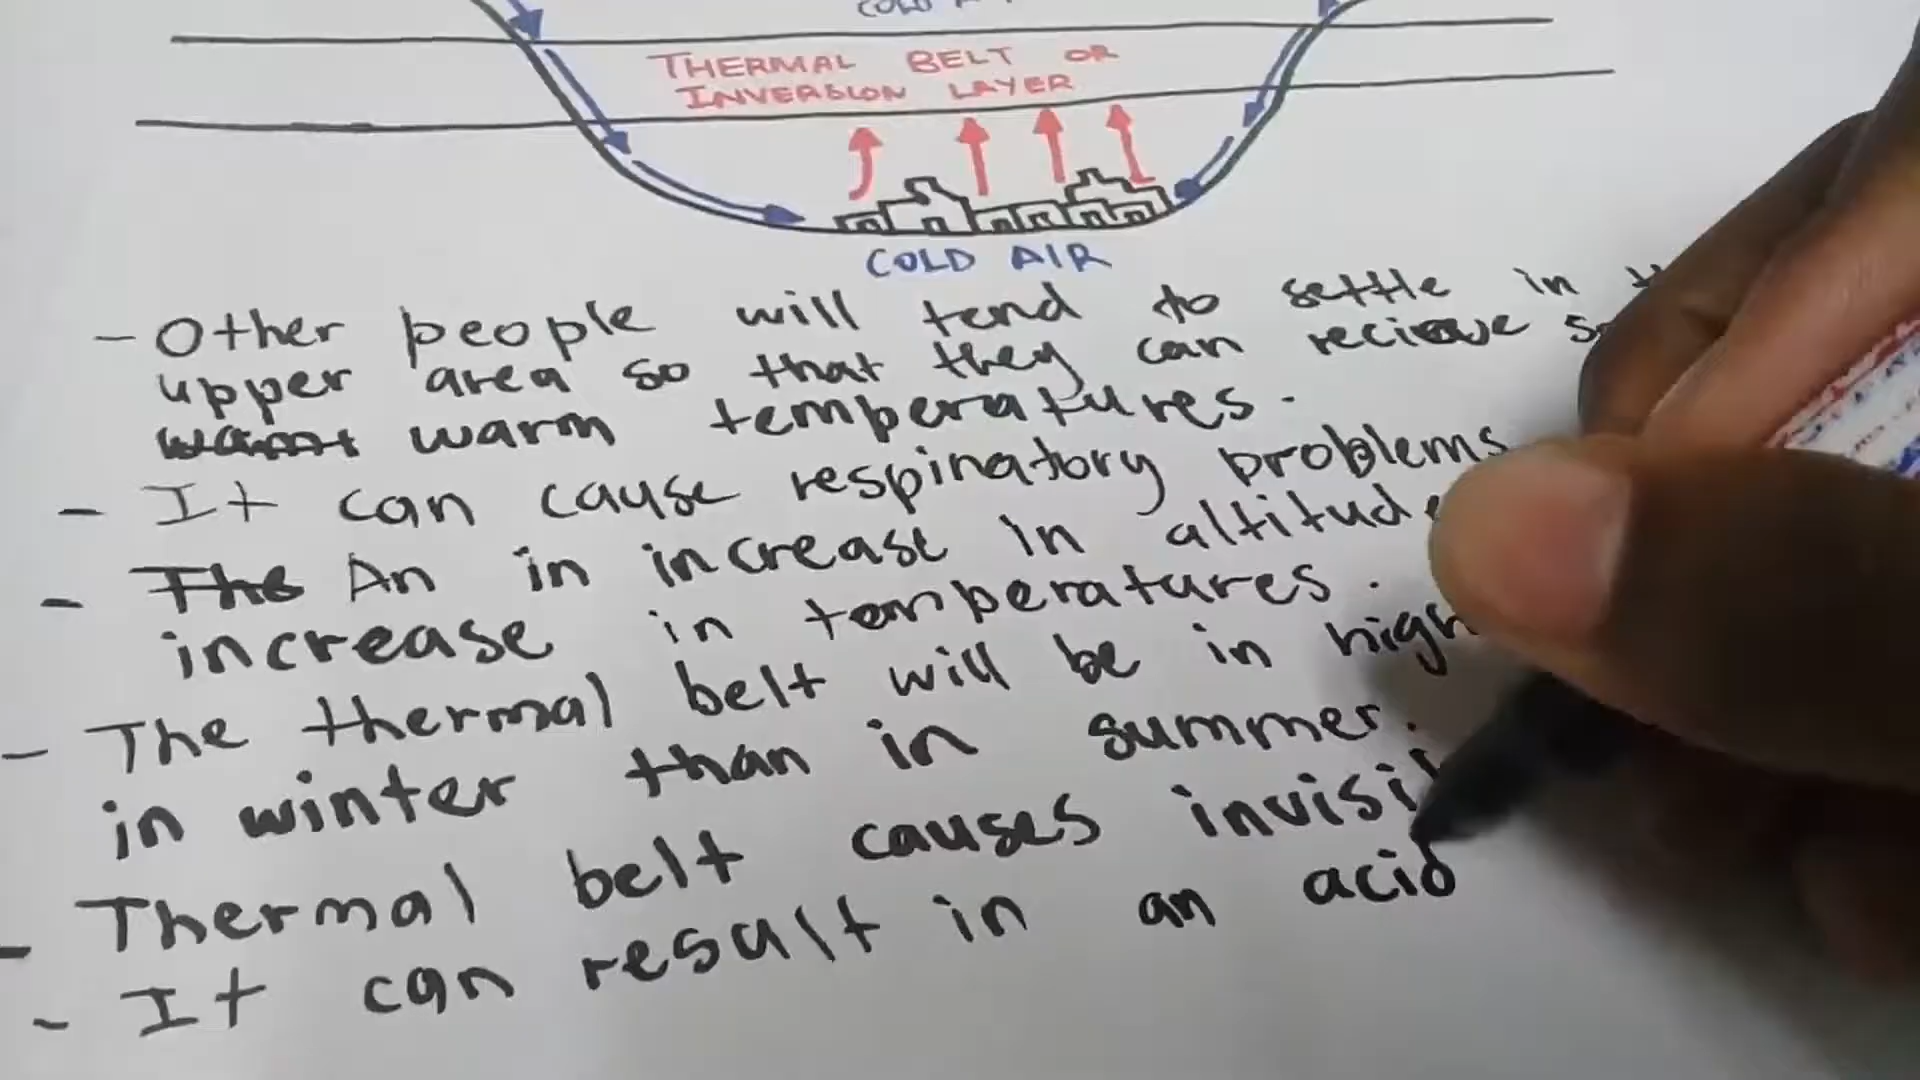 THERMAL BELT OR
INVERSION LAYER
COLD AIR
- Other people will tend to settle in
upper area so that they can recieve
warm temperatures.
- It can cause respiratory problems
- The An in increase in altitude
increase in temperatures.
- The thermal belt will be in high
in winter than in summer.
- Thermal belt causes
- It can result in an acid